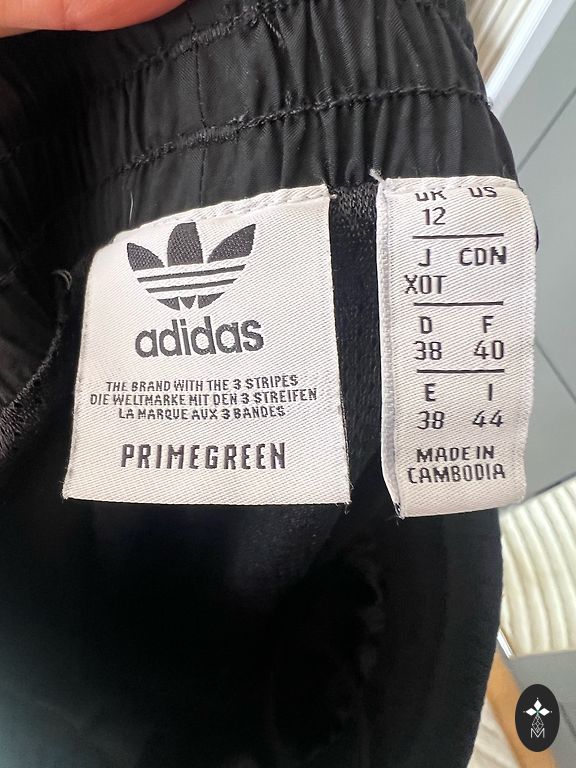 adidas
THE BRAND WITH THE 3 STRIPES
DIE WELTMARKE MIT DEN 3 STREIFEN
LA MARQUE AUX 3 BANDES
PRIMEGREEN
UK US
12
J CDN
XOT
D F
38 40
E I
38 44
MADE IN
CAMBODIA
M